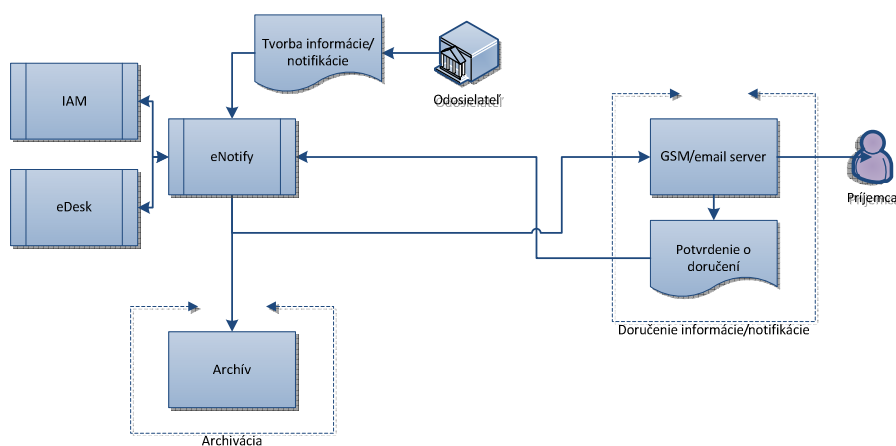 Tvorba informácie/
notifikácie
Odosielateľ
IAM
eNotify
GSM/email server
Príjemca
eDesk
Potvrdenie o
doručení
Doručenie informácie/notifikácie
Archív
Archivácia